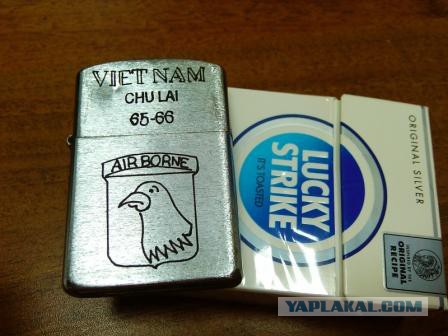 VIET NAM
CHU LAI
65-66
AIRBORNE
LUCKY
STRIKE
IT'S TOASTED
ORIGINAL SILVER
ORIGINAL
RECIPE
YAPLAKAL.COM